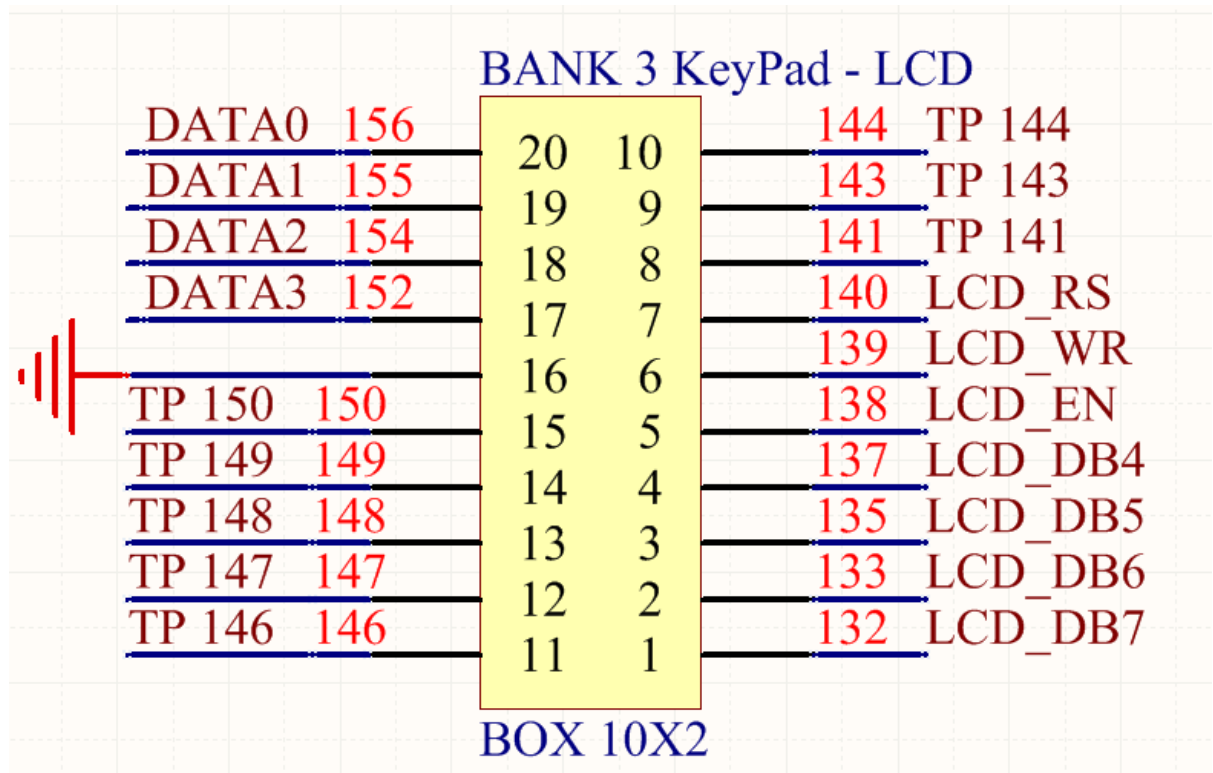 BANK 3 KeyPad - LCD
DATA0 156 20 10 144 TP 144
DATA1 155 19 9 143 TP 143
DATA2 154 18 8 141 TP 141
DATA3 152 17 7 140 LCD_RS
16 6 139 LCD_WR
TP 150 150 15 5 138 LCD_EN
TP 149 149 14 4 137 LCD_DB4
TP 148 148 13 3 135 LCD_DB5
TP 147 147 12 2 133 LCD_DB6
TP 146 146 11 1 132 LCD_DB7
BOX 10X2